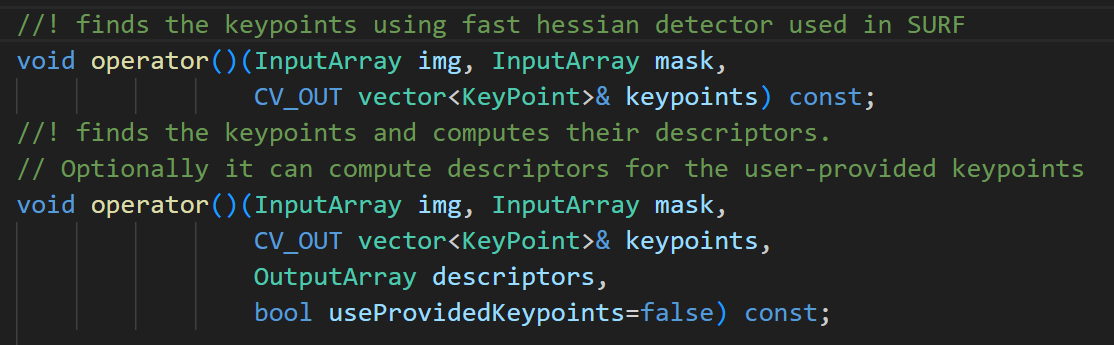 //! finds the keypoints using fast hessian detector used in SURF
void operator()(InputArray img, InputArray mask,
                CV_OUT vector<KeyPoint>& keypoints) const;
//! finds the keypoints and computes their descriptors.
// Optionally it can compute descriptors for the user-provided keypoints
void operator()(InputArray img, InputArray mask,
                CV_OUT vector<KeyPoint>& keypoints,
                OutputArray descriptors,
                bool useProvidedKeypoints=false) const;